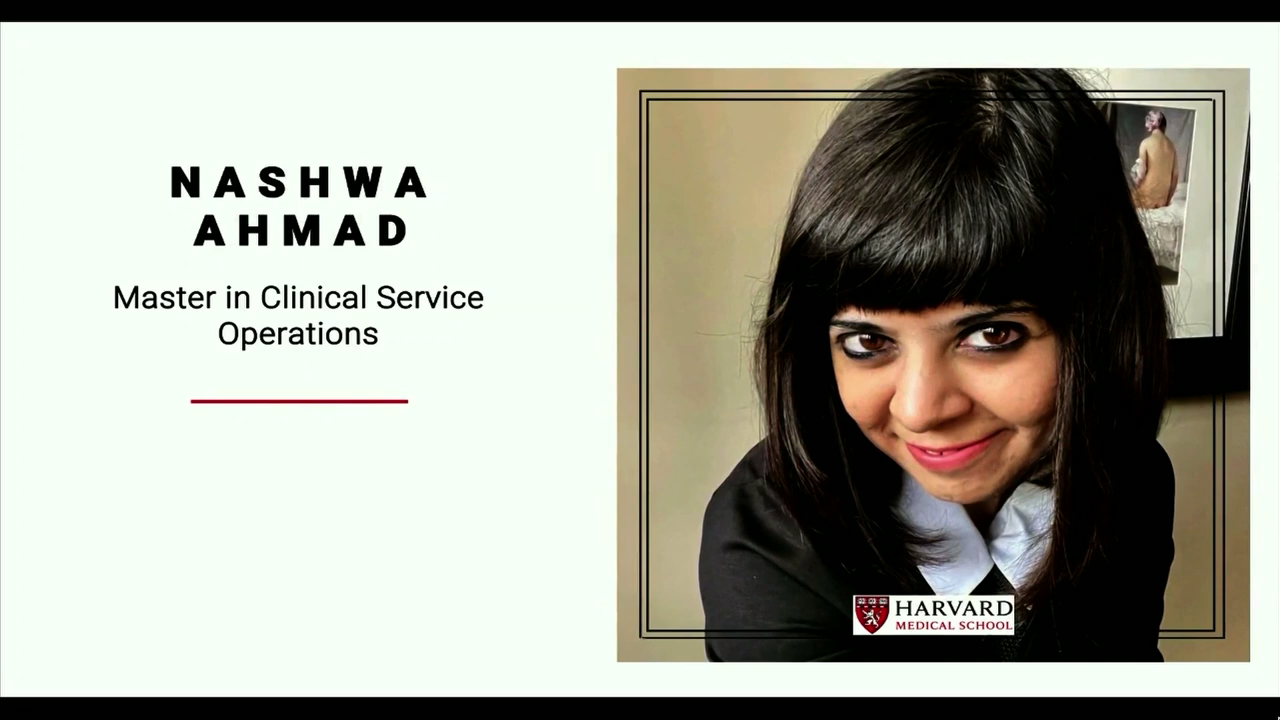 NASHWA
AHMAD
Master in Clinical Service
Operations
HARVARD
MEDICAL SCHOOL